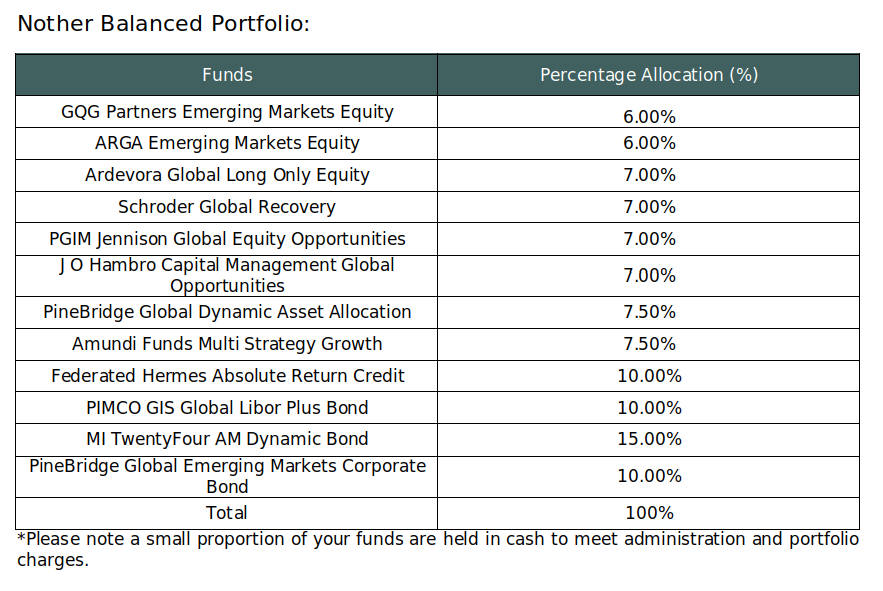 Nother Balanced Portfolio:
Funds Percentage Allocation (%)
GQG Partners Emerging Markets Equity 6.00%
ARGA Emerging Markets Equity 6.00%
Ardevora Global Long Only Equity 7.00%
Schroder Global Recovery 7.00%
PGIM Jennison Global Equity Opportunities 7.00%
J O Hambro Capital Management Global
Opportunities 7.00%
PineBridge Global Dynamic Asset Allocation 7.50%
Amundi Funds Multi Strategy Growth 7.50%
Federated Hermes Absolute Return Credit 10.00%
PIMCO GIS Global Libor Plus Bond 10.00%
MI TwentyFour AM Dynamic Bond 15.00%
PineBridge Global Emerging Markets Corporate
Bond 10.00%
Total 100%
*Please note a small proportion of your funds are held in cash to meet administration and portfolio
charges.